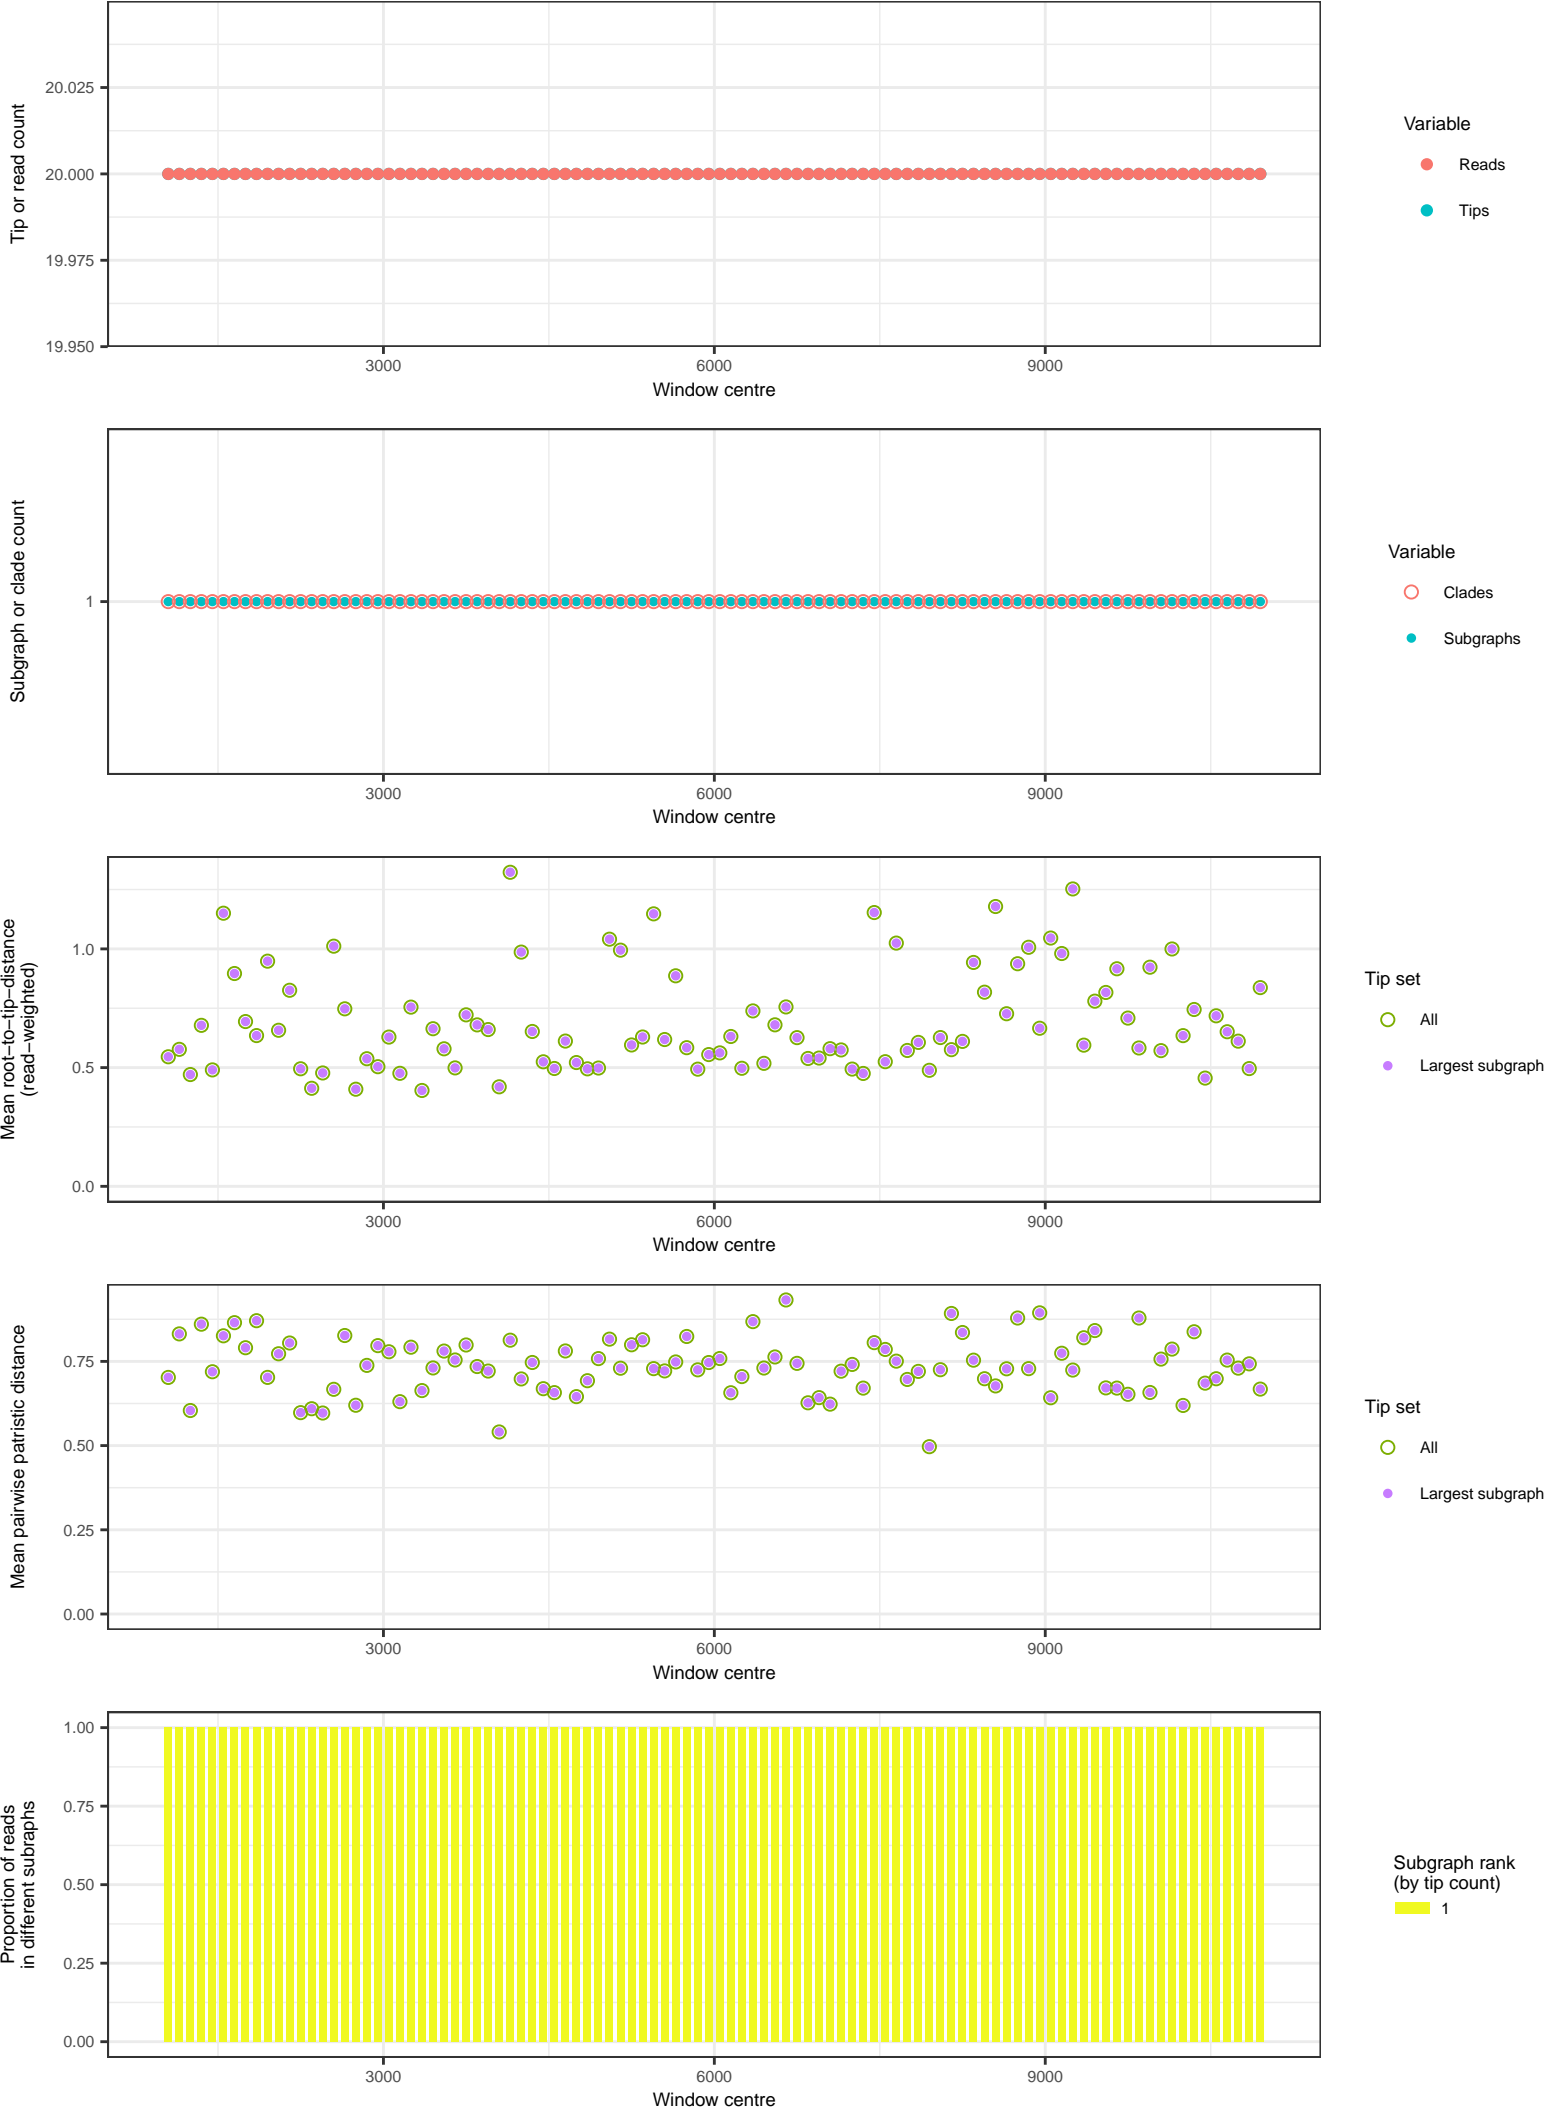 20.025
20.000
19.975
19.950
Tip or read count
3000
6000
9000
Window centre
Variable
Reads
Tips
1
Subgraph or clade count
3000
6000
9000
Window centre
Variable
Clades
Subgraphs
1.0
0.5
0.0
Mean root−to−tip−distance
(read−weighted)
3000
6000
9000
Window centre
Tip set
All
Largest subgraph
0.75
0.50
0.25
0.00
Mean pairwise patristic distance
3000
6000
9000
Window centre
Tip set
All
Largest subgraph
1.00
0.75
0.50
0.25
0.00
Proportion of reads
in different subraphs
3000
6000
9000
Window centre
Subgraph rank
(by tip count)
1